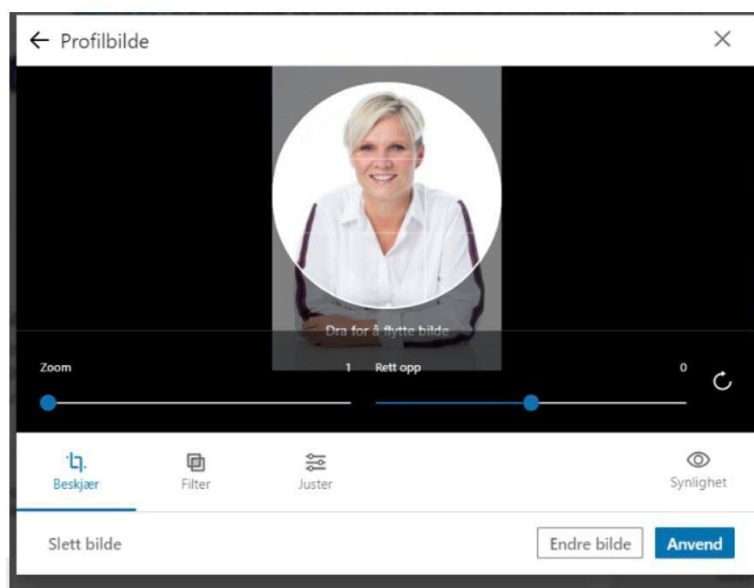 Profilbilde
Dra for å flytte bilde
Zoom 1 Rett opp 0
Beskjær Filter Juster Synlighet
Slett bilde Endre bilde Anvend